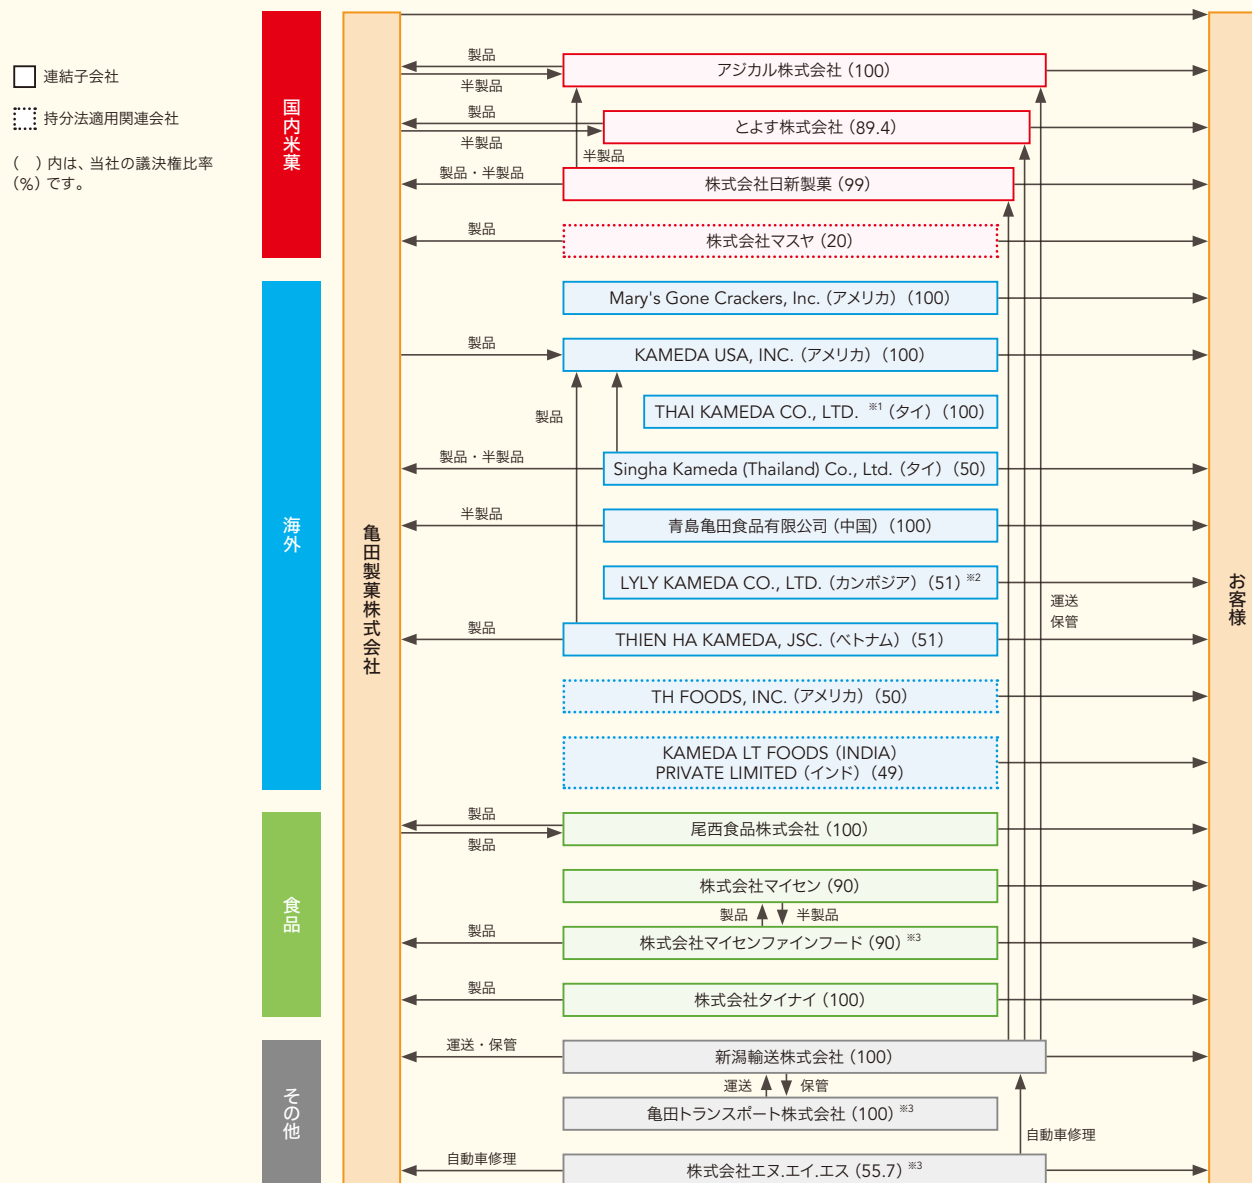 連結子会社
持分法適用関連会社
（　）内は、当社の議決権比率
（%）です。
国内米菓
海外
食品
その他
亀田製菓株式会社
お客様
製品
アジカル株式会社（100）
半製品
製品
とよす株式会社（89.4）
半製品
半製品
製品・半製品
株式会社日新製菓（99）
製品
株式会社マスヤ（20）
Mary's Gone Crackers, Inc.（アメリカ）（100）
製品
KAMEDA USA, INC.（アメリカ）（100）
THAI KAMEDA CO., LTD. ※1（タイ）（100）
製品
製品・半製品
Singha Kameda (Thailand) Co., Ltd.（タイ）（50）
半製品
青島亀田食品有限公司（中国）（100）
LYLY KAMEDA CO., LTD.（カンボジア）（51）※2
運送
保管
製品
THIEN HA KAMEDA, JSC.（ベトナム）（51）
TH FOODS, INC.（アメリカ）（50）
KAMEDA LT FOODS（INDIA）
PRIVATE LIMITED（インド）（49）
製品
尾西食品株式会社（100）
製品
株式会社マイセン（90）
製品
半製品
製品
株式会社マイセンファインフード（90）※3
製品
株式会社タイナイ（100）
運送・保管
新潟輸送株式会社（100）
運送
保管
亀田トランスポート株式会社（100）※3
自動車修理
自動車修理
株式会社エヌ.エイ.エス（55.7）※3